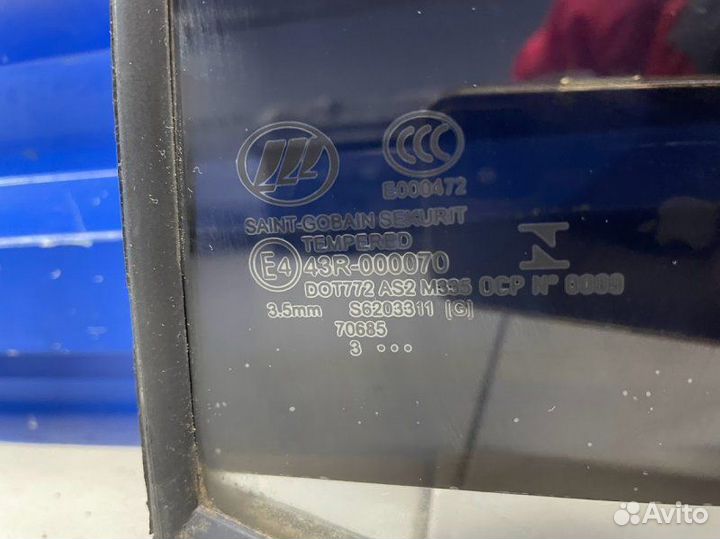 CCC
E000472
SAINT-GOBAIN SEKURIT
TEMPERED
E4 43R-000070
DOT772 AS2 M335 OCP N° 0009
3.5mm S6203311 [G]
70685
3 •••
Avito